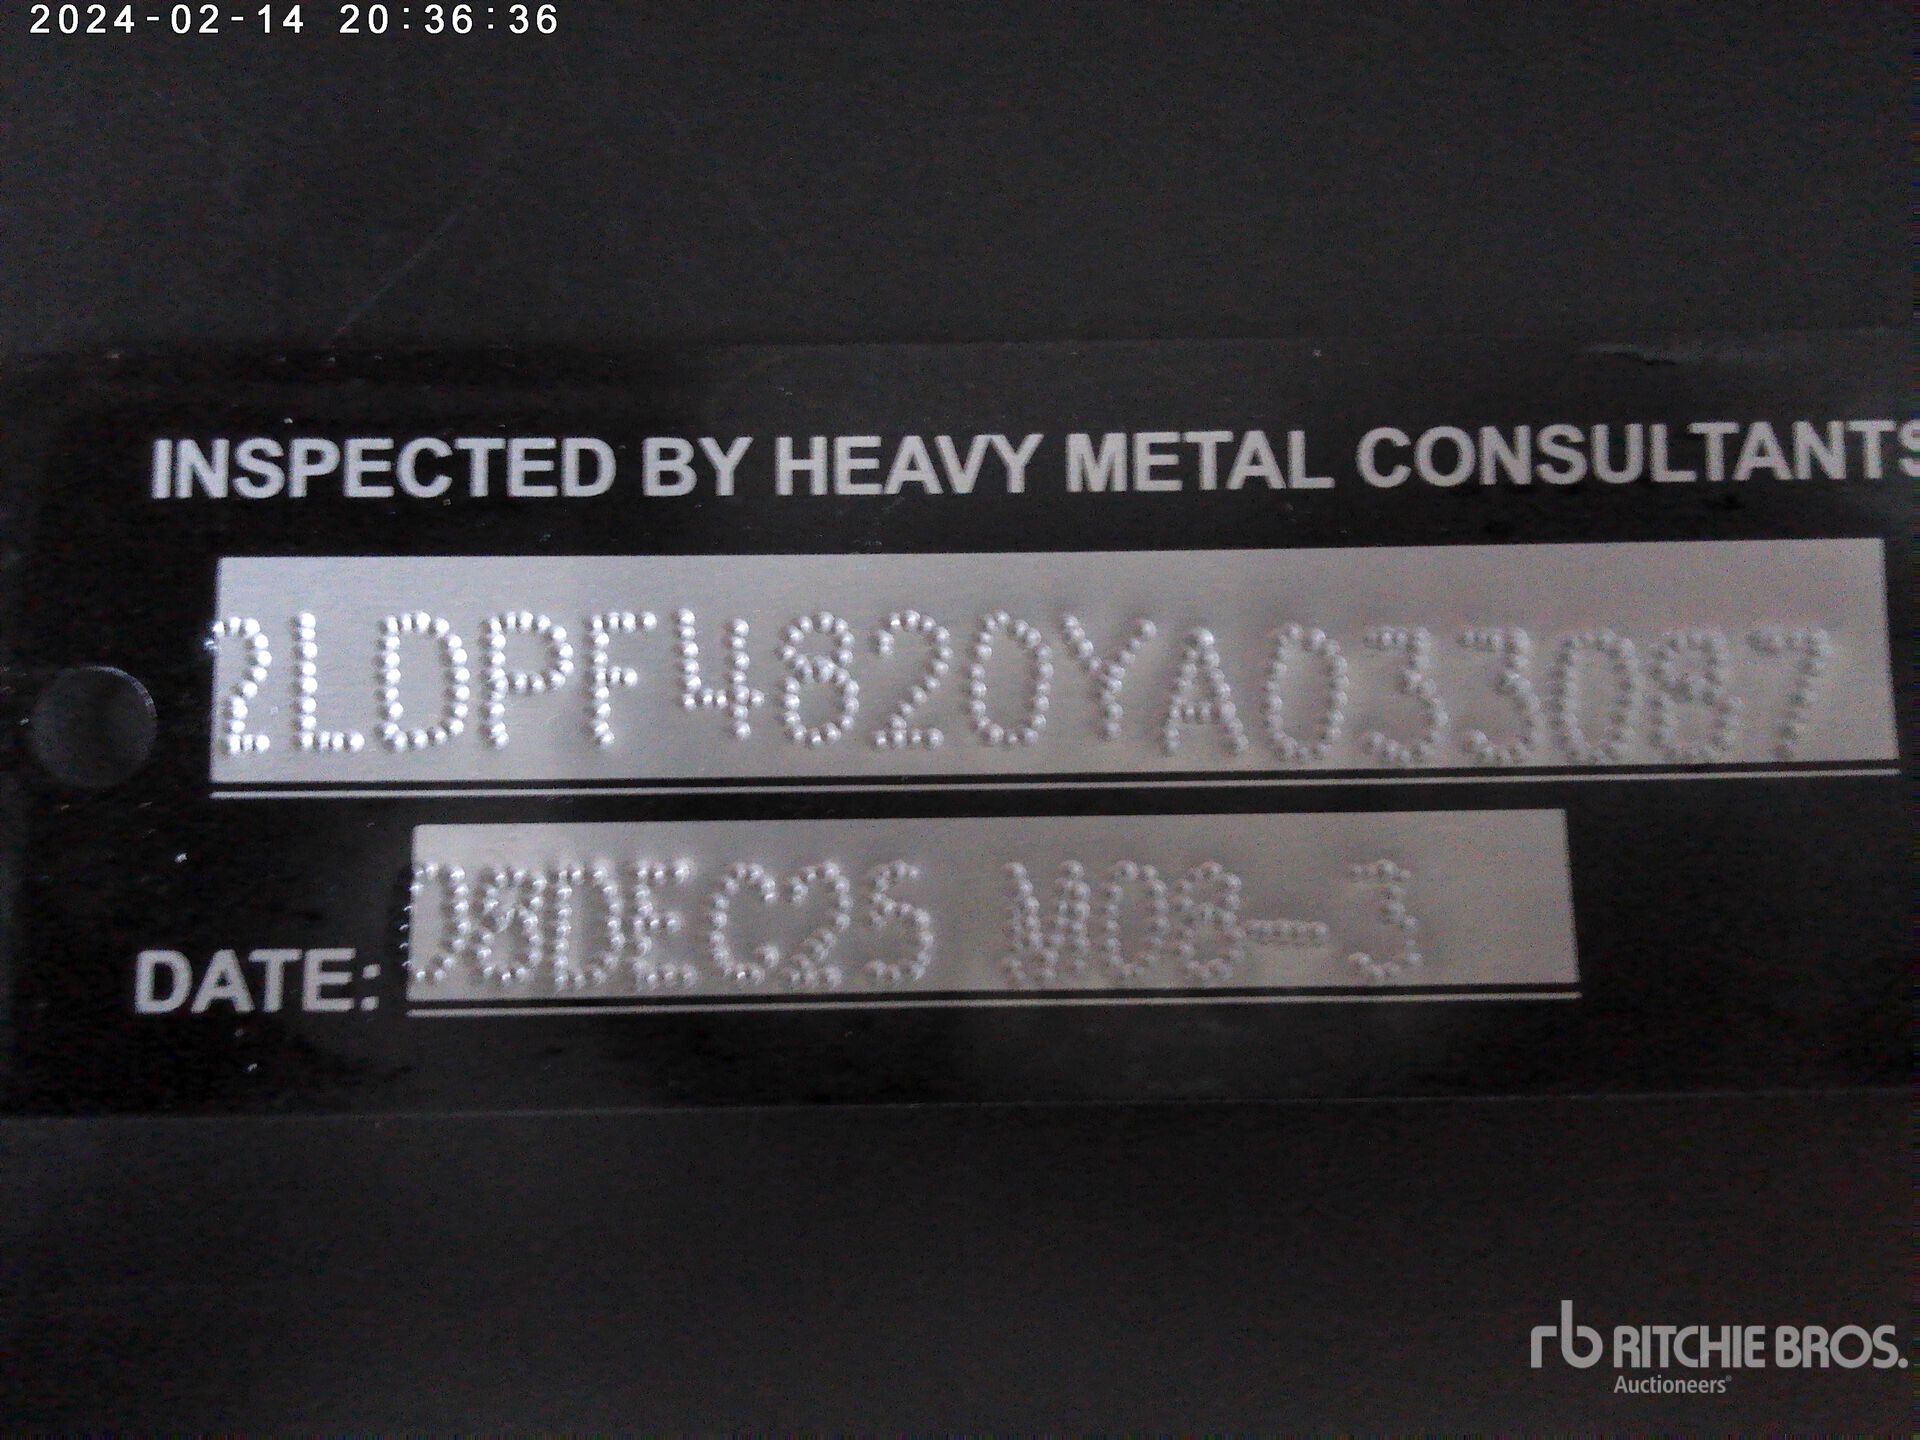 2024-02-14 20:36:36
INSPECTED BY HEAVY METAL CONSULTANTS
2LDPF4820YA033087
DATE: 08DEC25 M08-3
rb RITCHIE BROS.
Auctioneers®